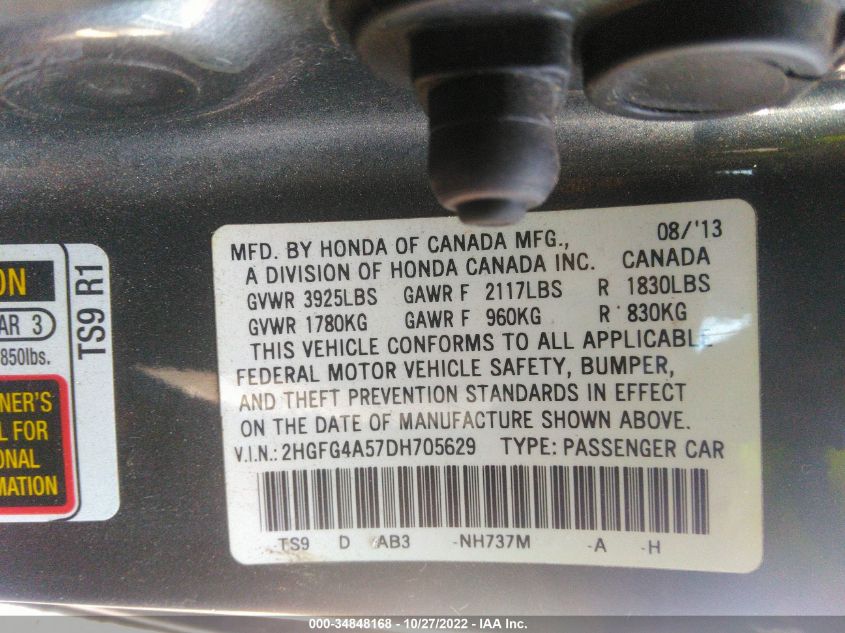 MFD. BY HONDA OF CANADA MFG., 08/'13
A DIVISION OF HONDA CANADA INC. CANADA
GVWR 3925LBS GAWR F 2117LBS R 1830LBS
GVWR 1780KG GAWR F 960KG R 830KG
THIS VEHICLE CONFORMS TO ALL APPLICABLE
FEDERAL MOTOR VEHICLE SAFETY, BUMPER,
AND THEFT PREVENTION STANDARDS IN EFFECT
ON THE DATE OF MANUFACTURE SHOWN ABOVE.
V.I.N.: 2HGFG4A57DH705629 TYPE: PASSENGER CAR
TS9 D AB3 -NH737M -A -H
ON
AR 3
850lbs.
NER'S
L FOR
ONAL
MATION
TS9 R1
000-34848168 - 10/27/2022 - IAA Inc.